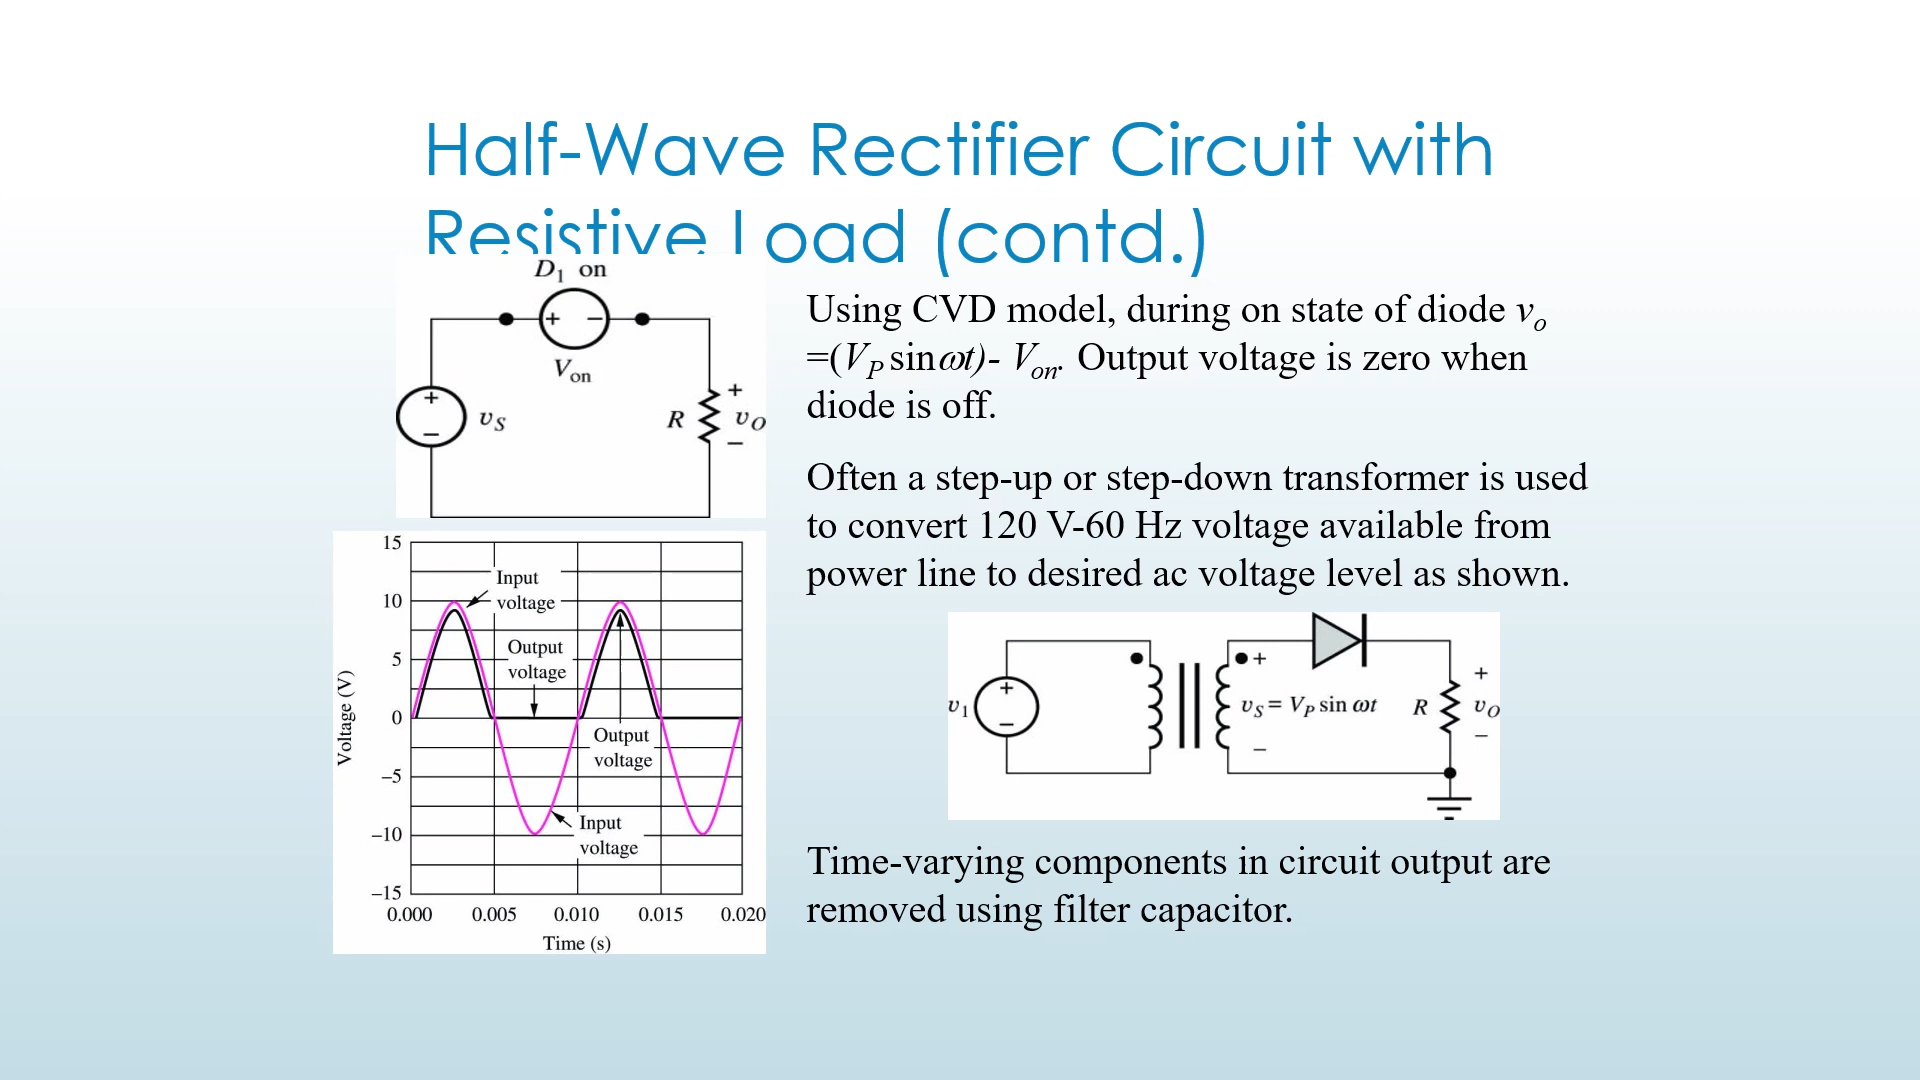 Half-Wave Rectifier Circuit with
Resistive Load (contd.)
D1 on
+ −
Von
+
−
vS
R
+
vO
−
Using CVD model, during on state of diode vo
=(VP sinωt)- Von. Output voltage is zero when
diode is off.
Often a step-up or step-down transformer is used
to convert 120 V-60 Hz voltage available from
power line to desired ac voltage level as shown.
15
10
5
0
–5
–10
–15
Voltage (V)
Input
voltage
Output
voltage
Output
voltage
Input
voltage
0.000 0.005 0.010 0.015 0.020
Time (s)
v1
+
−
+
vS = VP sin ωt
−
R
+
vO
−
Time-varying components in circuit output are
removed using filter capacitor.